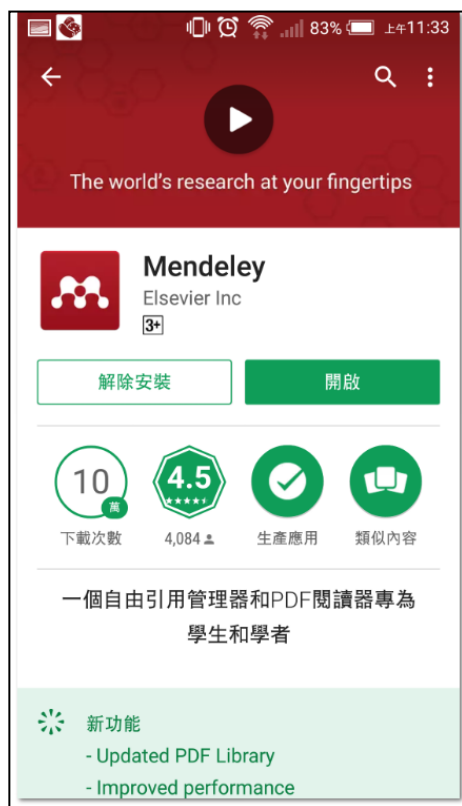 83% 上午11:33
The world's research at your fingertips
Mendeley
Elsevier Inc
3+
解除安裝
開啟
10
萬
4.5
下載次數
4,084
生產應用
類似內容
一個自由引用管理器和PDF閱讀器專為
學生和學者
新功能
- Updated PDF Library
- Improved performance